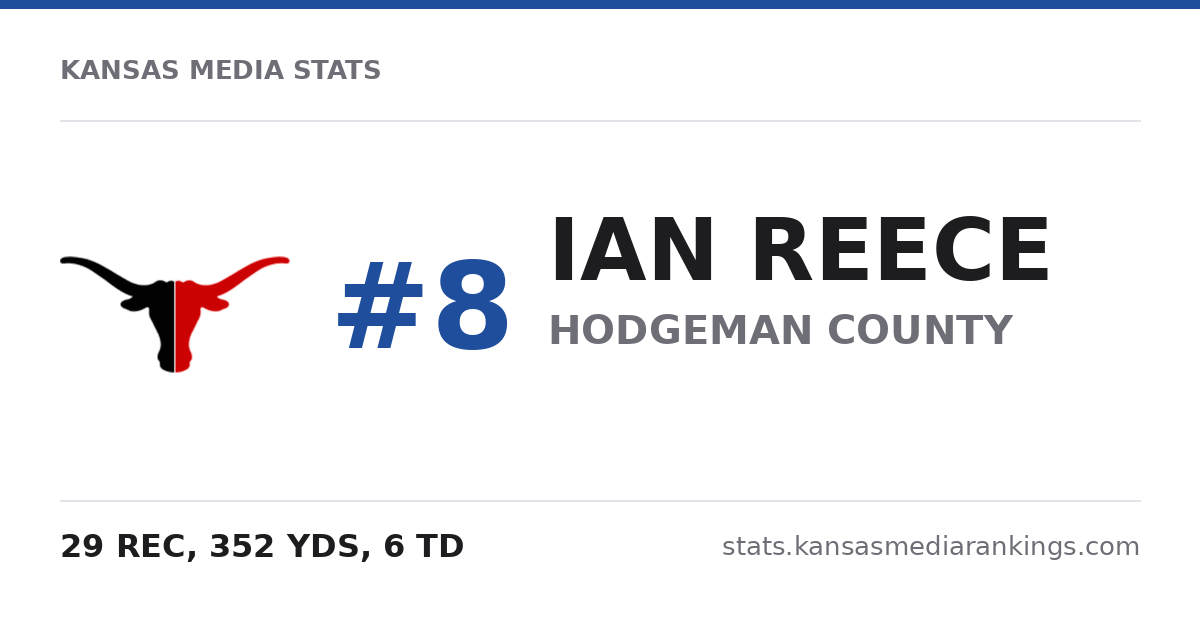 KANSAS MEDIA STATS
#8
IAN REECE
HODGEMAN COUNTY
29 REC, 352 YDS, 6 TD
stats.kansasmediarankings.com